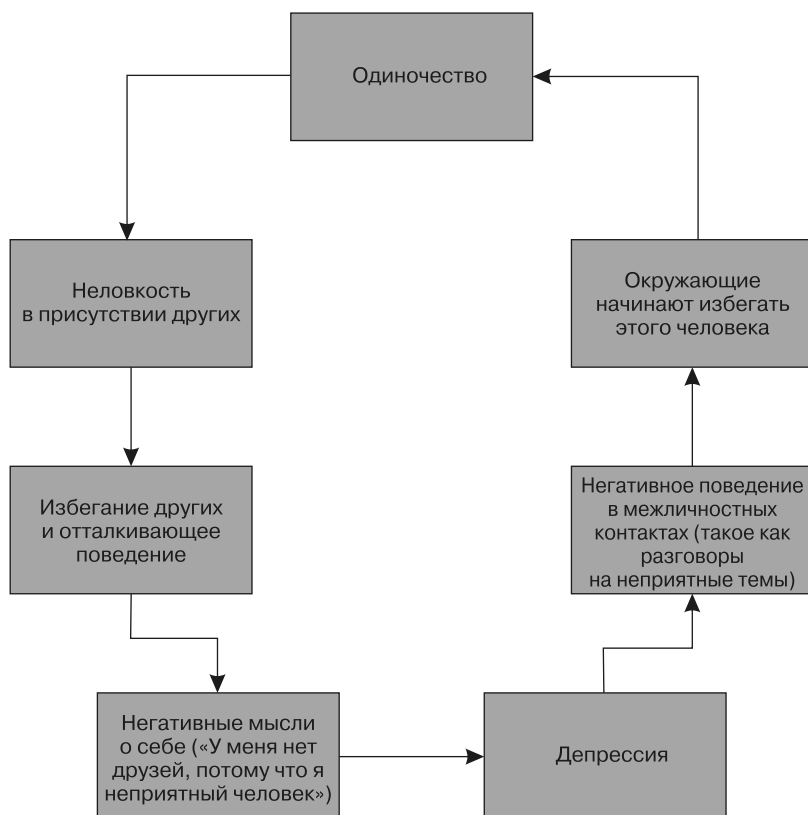 Одиночество
Неловкость
в присутствии других
Окружающие
начинают избегать
этого человека
Избегание других
и отталкивающее
поведение
Негативное поведение
в межличностных
контактах (такое как
разговоры
на неприятные темы)
Негативные мысли
о себе («У меня нет
друзей, потому что я
неприятный человек»)
Депрессия